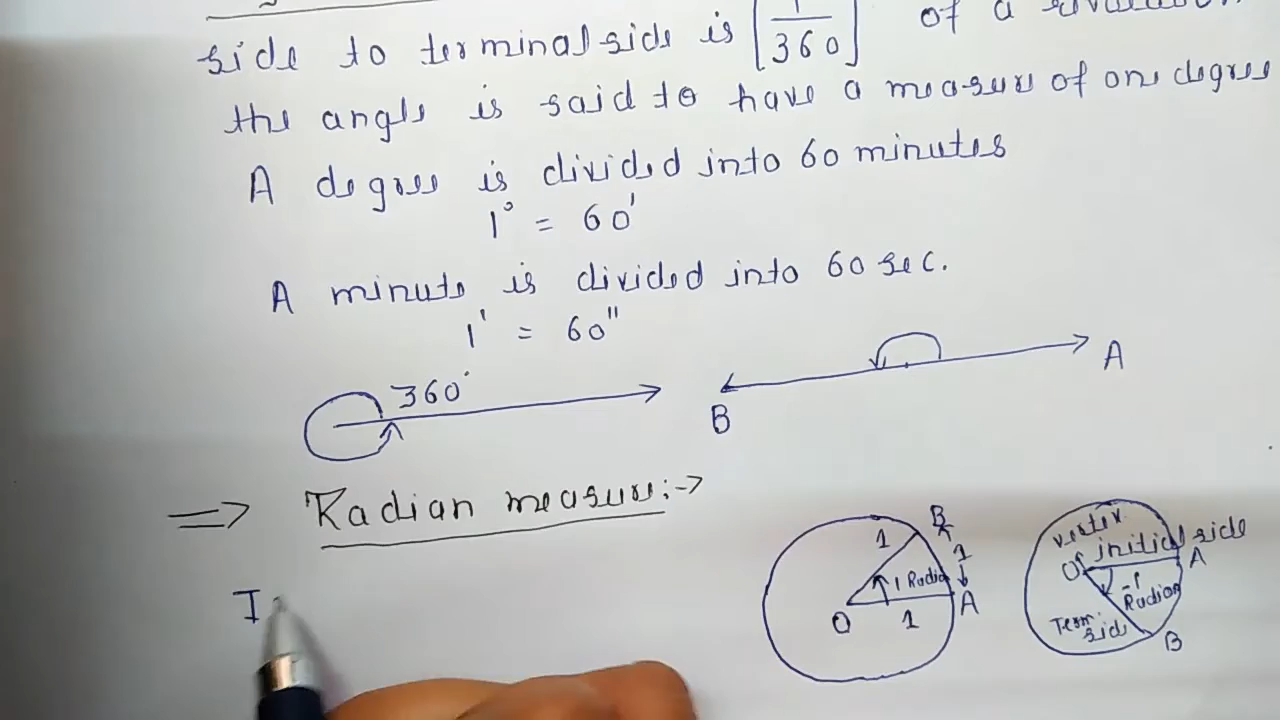 side to terminal side is [1/360] of a
the angle is said to have a measure of one degree
A degree is divided into 60 minutes
1° = 60'
A minute is divided into 60 sec.
1' = 60"
360°
B A
=> Radian measure:->
B
1 1
1 Radia
O 1 A
vertex
initial side
O A
-1
Radian
Term.
side
B
I